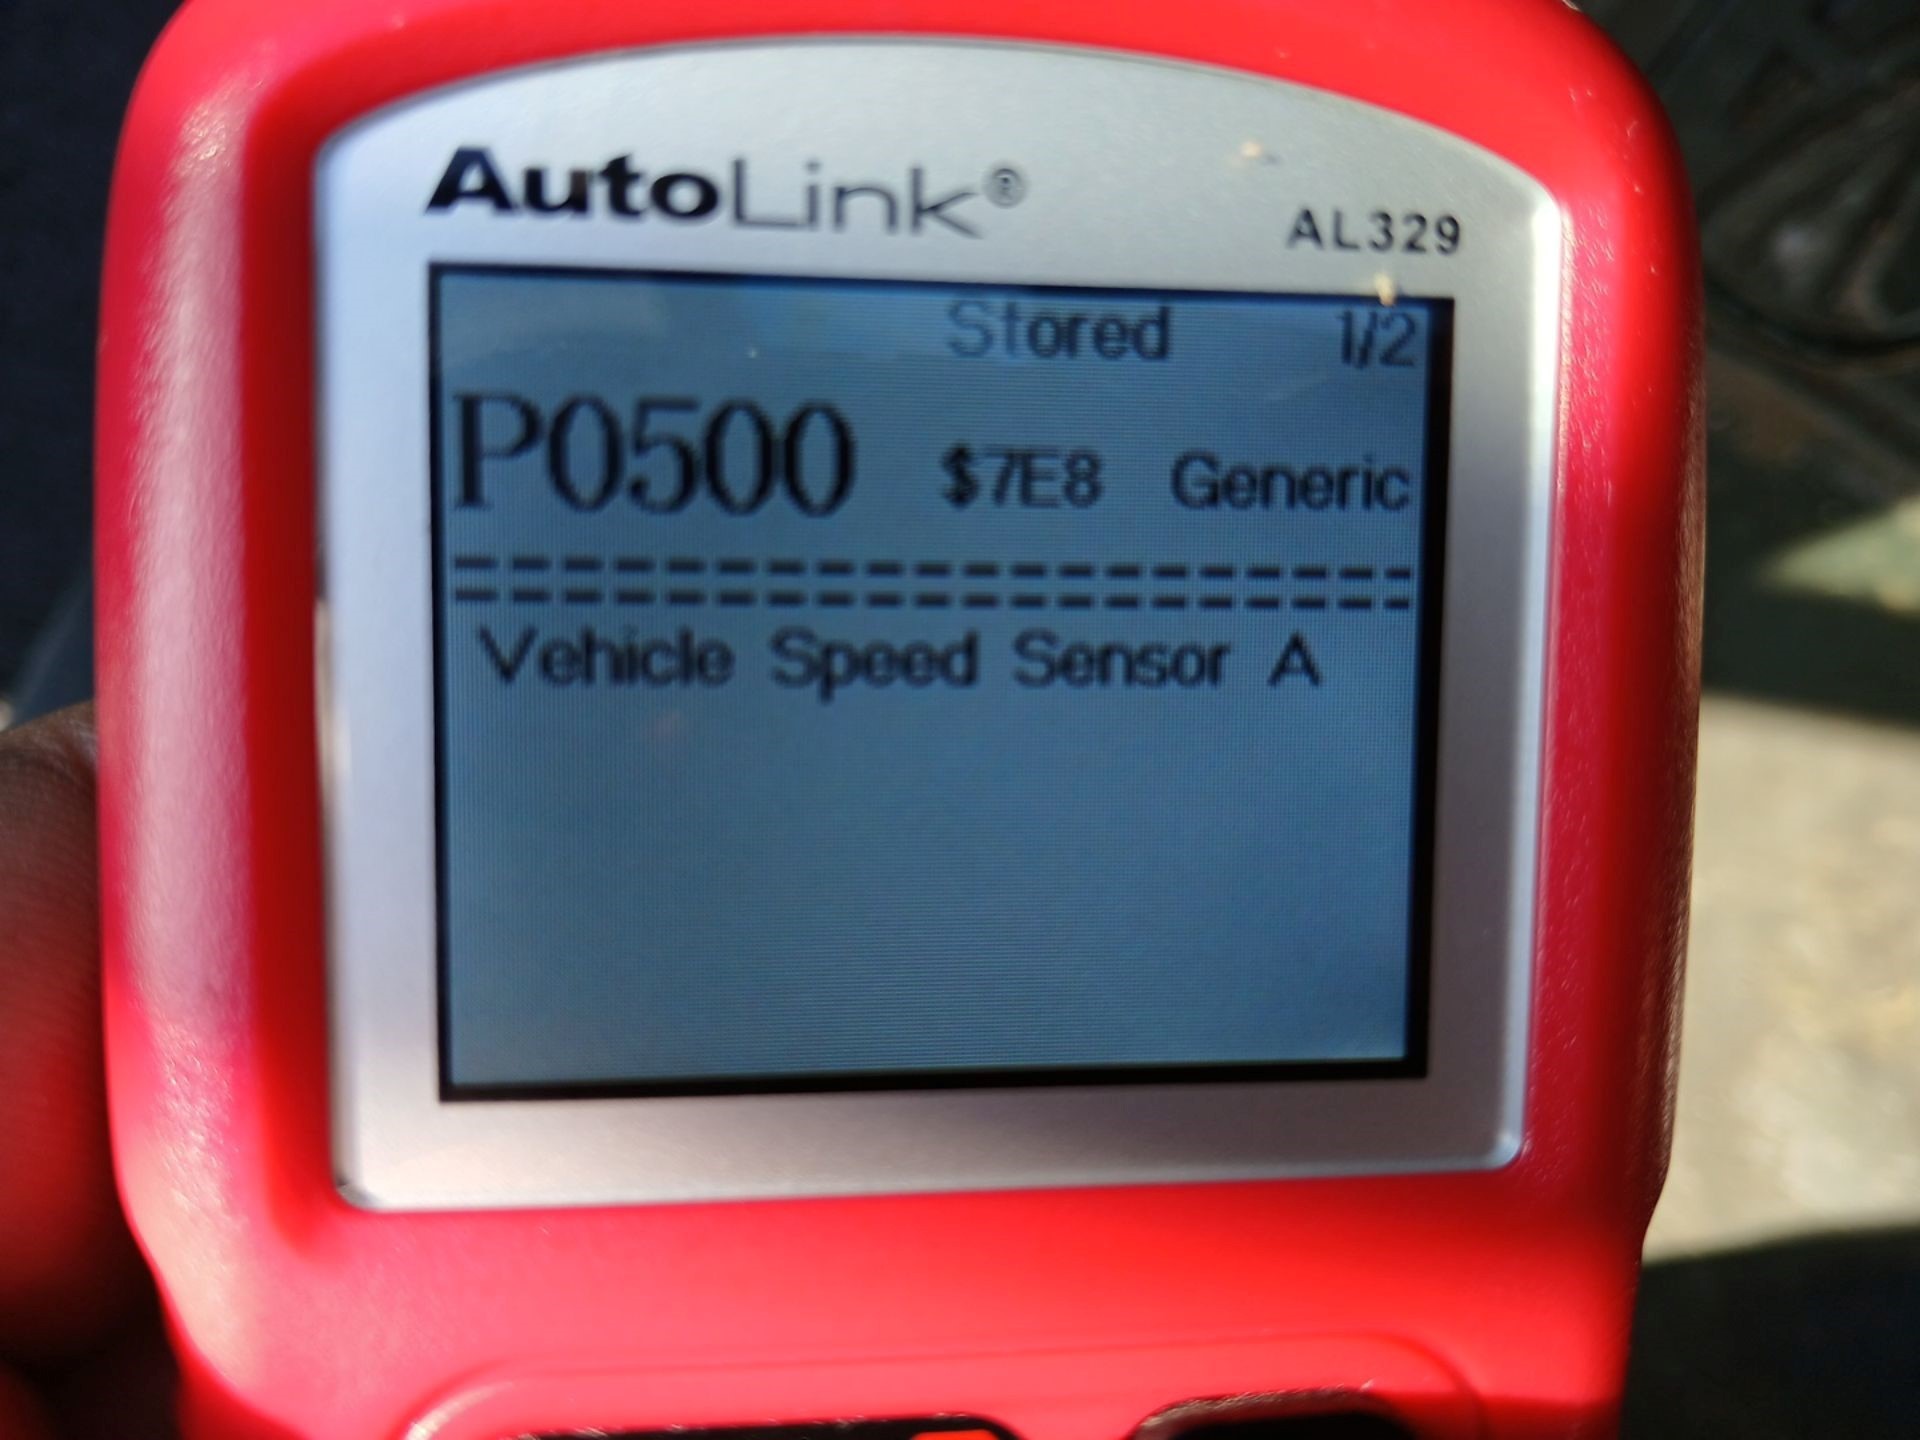 AutoLink®
AL329
Stored 1/2
P0500 $7E8 Generic
Vehicle Speed Sensor A